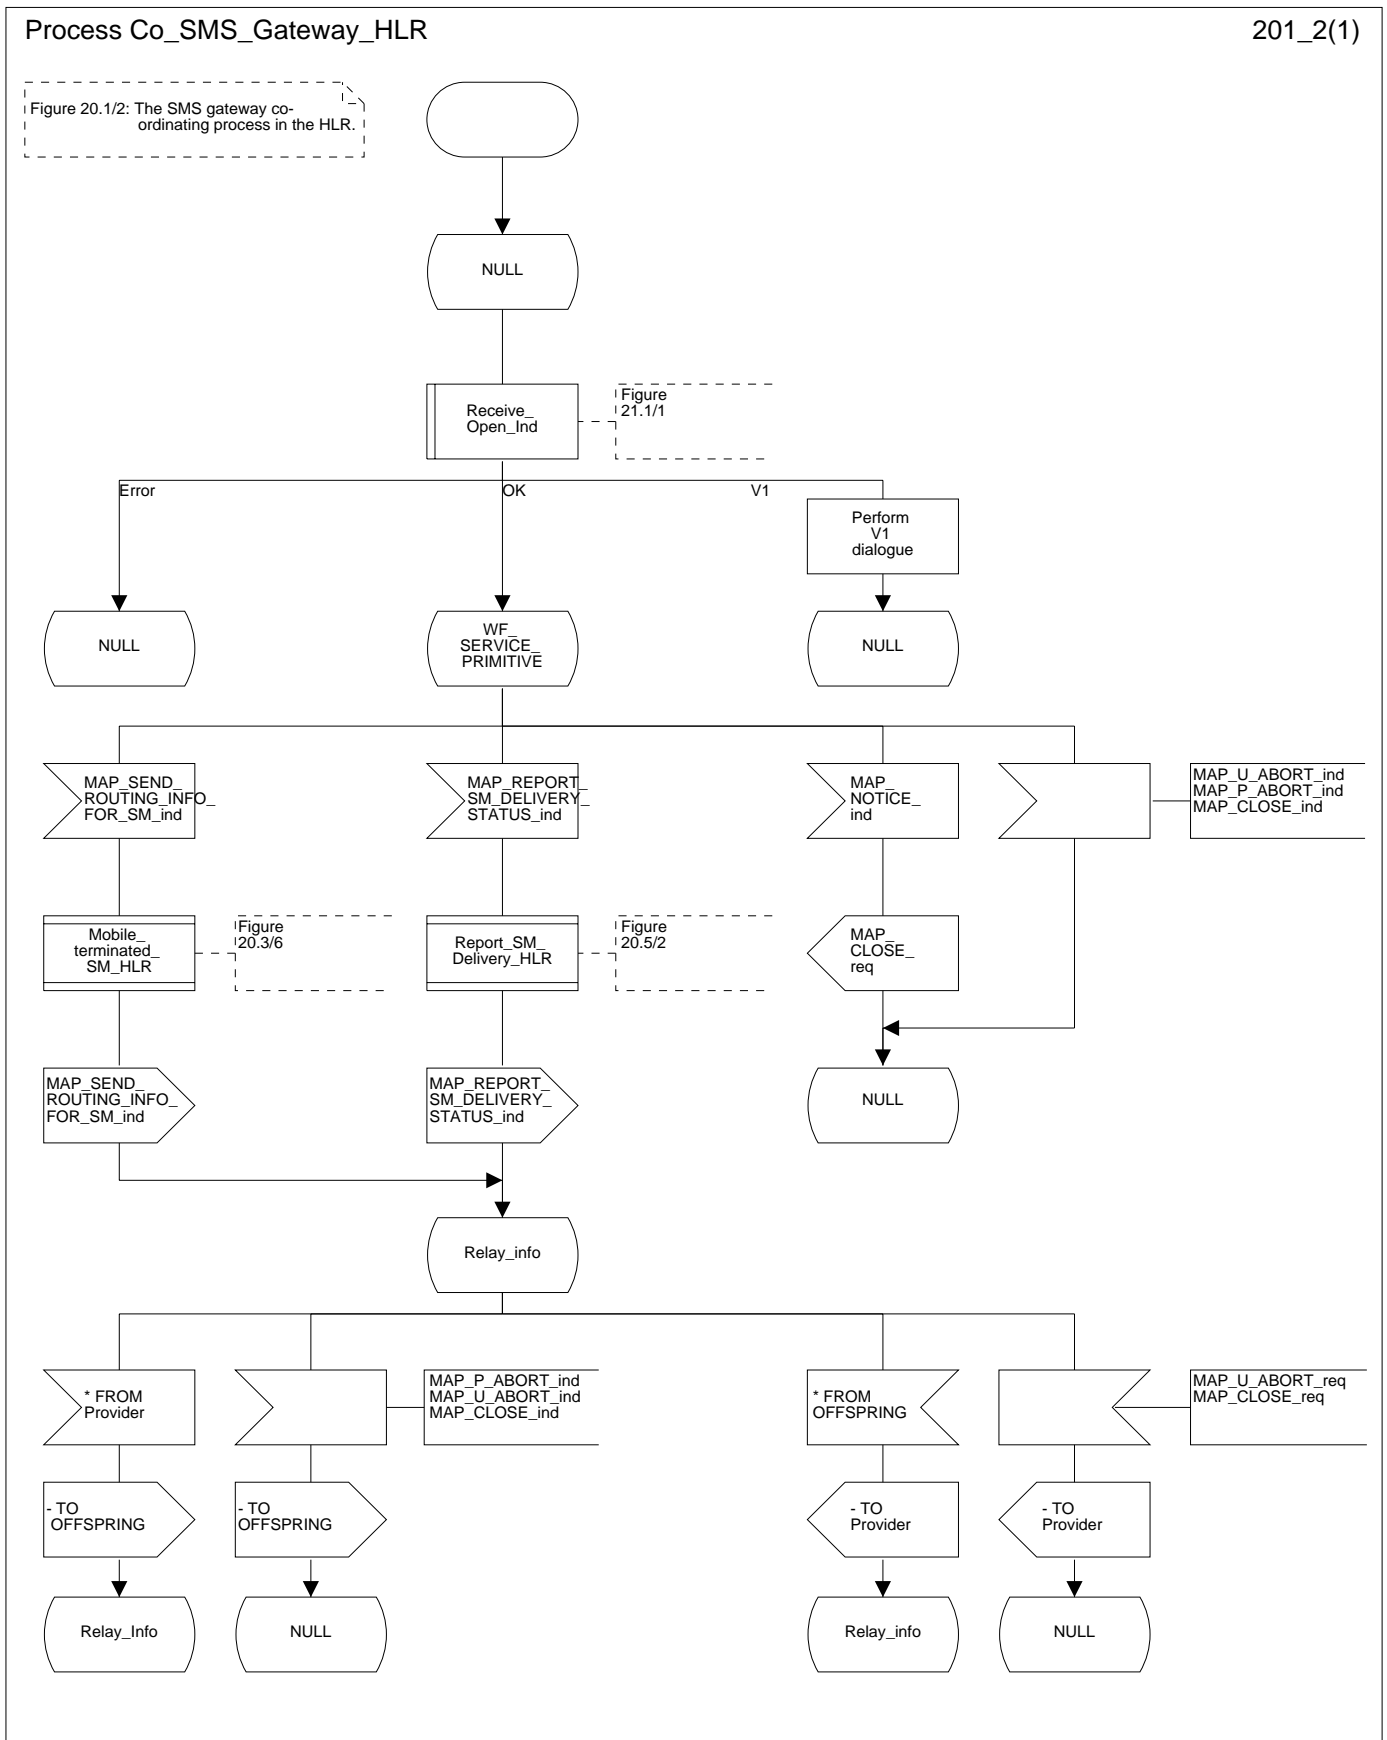 Process Co_SMS_Gateway_HLR
201_2(1)
Figure 20.1/2: The SMS gateway co-
ordinating process in the HLR.
NULL
Receive_
Open_Ind
Figure
21.1/1
Error
OK
V1
Perform
V1
dialogue
NULL
WF_
SERVICE_
PRIMITIVE
NULL
MAP_SEND_
ROUTING_INFO_
FOR_SM_ind
MAP_REPORT_
SM_DELIVERY_
STATUS_ind
MAP_
NOTICE_
ind
MAP_U_ABORT_ind
MAP_P_ABORT_ind
MAP_CLOSE_ind
Mobile_
terminated_
SM_HLR
Figure
20.3/6
Report_SM_
Delivery_HLR
Figure
20.5/2
MAP_
CLOSE_
req
MAP_SEND_
ROUTING_INFO_
FOR_SM_ind
MAP_REPORT_
SM_DELIVERY_
STATUS_ind
NULL
Relay_info
* FROM
Provider
MAP_P_ABORT_ind
MAP_U_ABORT_ind
MAP_CLOSE_ind
* FROM
OFFSPRING
MAP_U_ABORT_req
MAP_CLOSE_req
- TO
OFFSPRING
- TO
OFFSPRING
- TO
Provider
- TO
Provider
Relay_Info
NULL
Relay_info
NULL